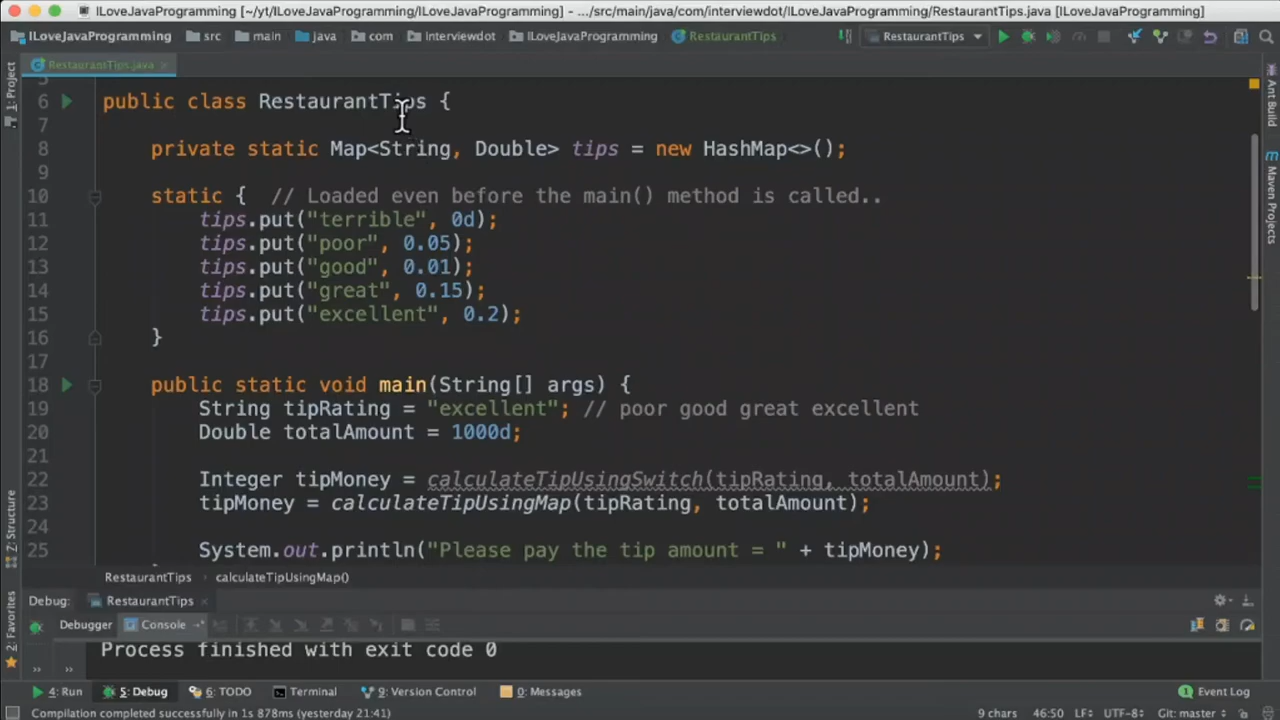 ILoveJavaProgramming [~/yt/ILoveJavaProgramming/ILoveJavaProgramming] - .../src/main/java/com/interviewdot/ILoveJavaProgramming/RestaurantTips.java [ILoveJavaProgramming]
ILoveJavaProgramming src main java com interviewdot ILoveJavaProgramming RestaurantTips RestaurantTips
RestaurantTips.java
1: Project
Ant Build
Maven Projects
Z: Structure
2: Favorites
5
6 public class RestaurantTips {
7
8 private static Map<String, Double> tips = new HashMap<>();
9
10 static { // Loaded even before the main() method is called..
11 tips.put("terrible", 0d);
12 tips.put("poor", 0.05);
13 tips.put("good", 0.01);
14 tips.put("great", 0.15);
15 tips.put("excellent", 0.2);
16 }
17
18 public static void main(String[] args) {
19 String tipRating = "excellent"; // poor good great excellent
20 Double totalAmount = 1000d;
21
22 Integer tipMoney = calculateTipUsingSwitch(tipRating, totalAmount);
23 tipMoney = calculateTipUsingMap(tipRating, totalAmount);
24
25 System.out.println("Please pay the tip amount = " + tipMoney);
RestaurantTips › calculateTipUsingMap()
Debug: RestaurantTips
Debugger Console
Process finished with exit code 0
4: Run 5: Debug 6: TODO Terminal 9: Version Control 0: Messages 1 Event Log
Compilation completed successfully in 1s 878ms (yesterday 21:41) 9 chars 46:50 LF÷ UTF-8÷ Git: master÷